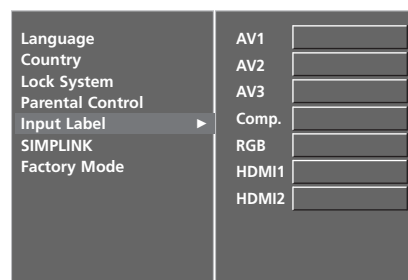 Language
Country
Lock System
Parental Control
Input Label ►
SIMPLINK
Factory Mode
AV1
AV2
AV3
Comp.
RGB
HDMI1
HDMI2